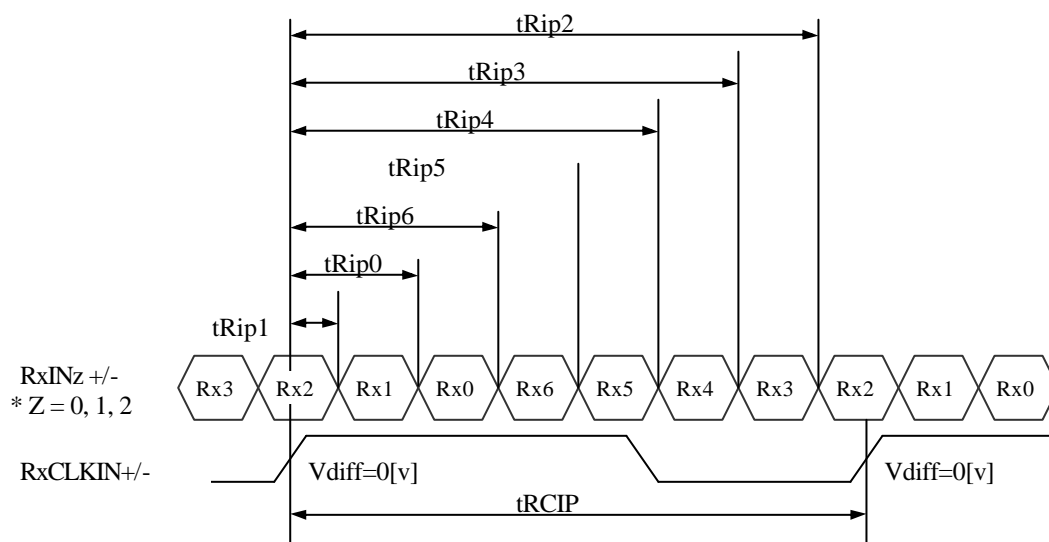 tRip2
tRip3
tRip4
tRip5
tRip6
tRip0
tRip1
RxINz +/-
* Z = 0, 1, 2
Rx3 Rx2 Rx1 Rx0 Rx6 Rx5 Rx4 Rx3 Rx2 Rx1 Rx0
RxCLKIN+/-
Vdiff=0[v] Vdiff=0[v]
tRCIP